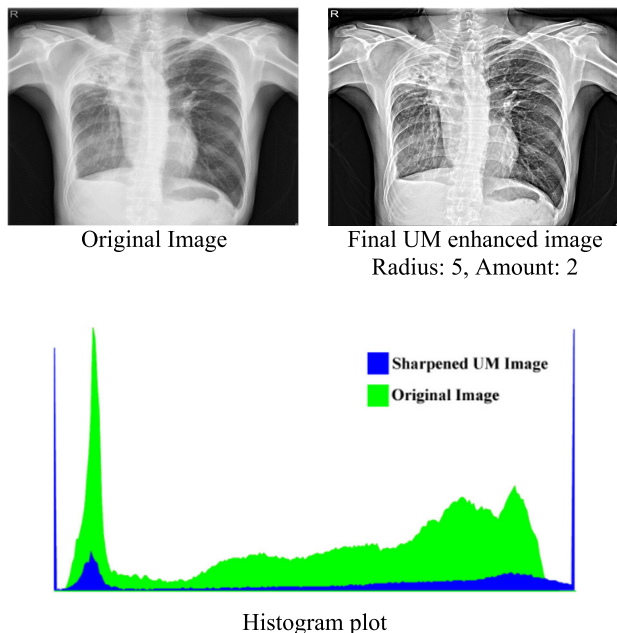 R
R
Original Image
Final UM enhanced image
Radius: 5, Amount: 2
Sharpened UM Image
Original Image
Histogram plot